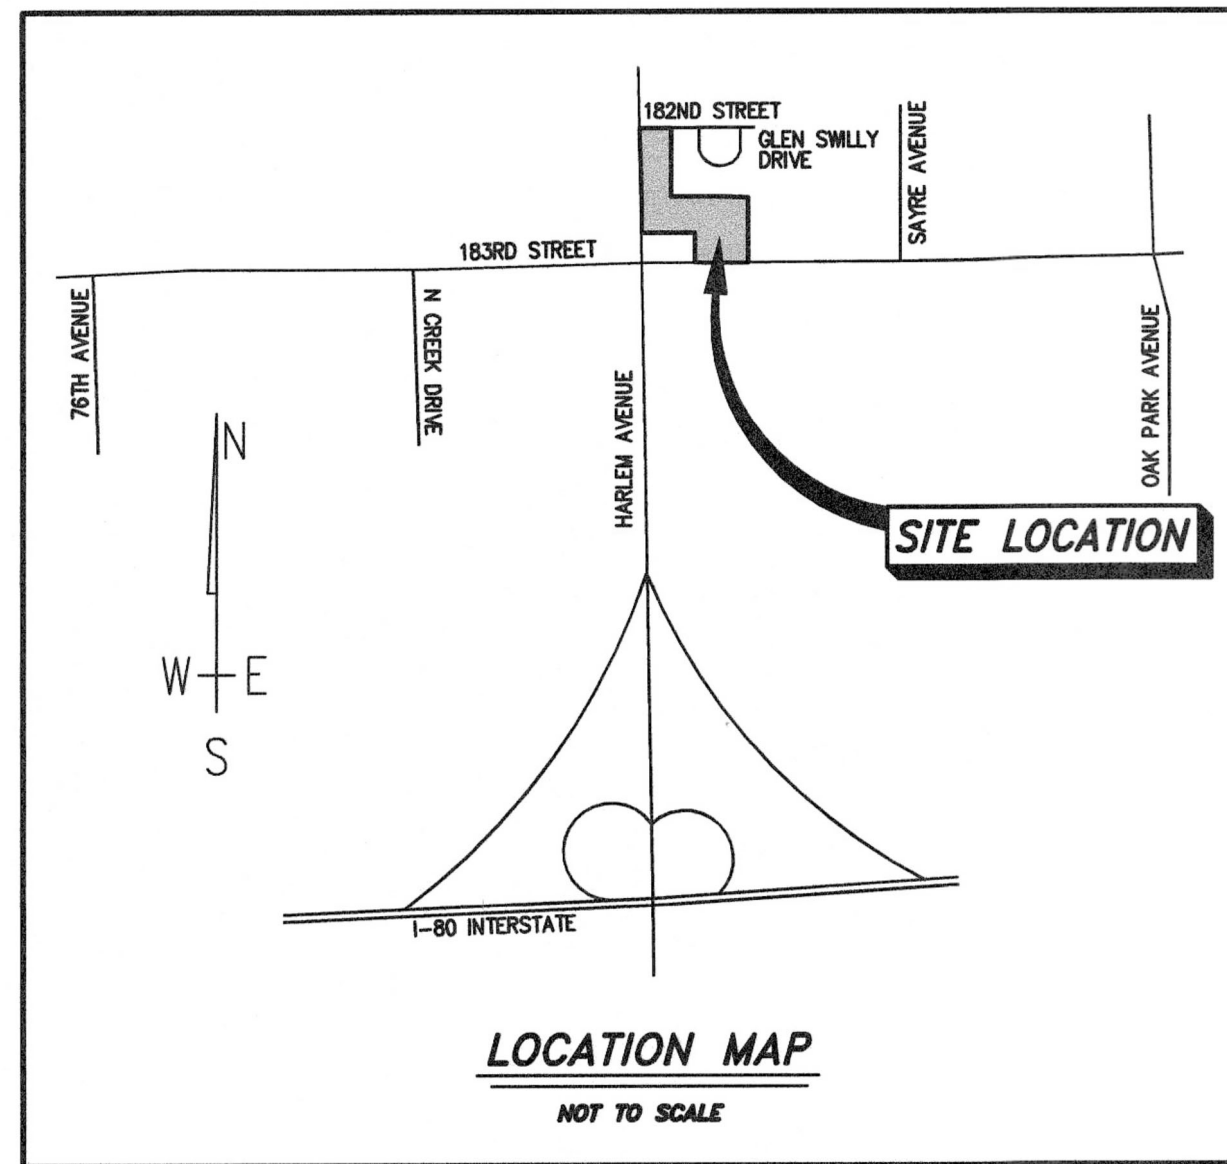 182ND STREET
GLEN SWILLY
DRIVE
SAYRE AVENUE
183RD STREET
76TH AVENUE
N CREEK DRIVE
HARLEM AVENUE
OAK PARK AVENUE
N
W E
S
SITE LOCATION
I-80 INTERSTATE
LOCATION MAP
NOT TO SCALE